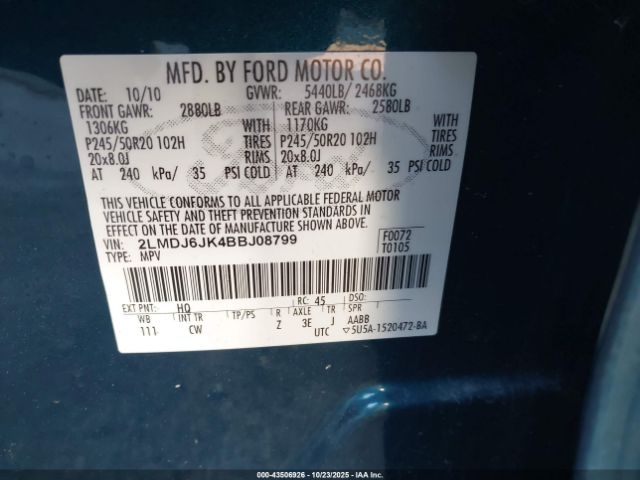 MFD. BY FORD MOTOR CO.
DATE: 10/10 GVWR: 5440LB/ 2468KG
FRONT GAWR: 2880LB REAR GAWR: 2580LB
1306KG WITH 1170KG WITH
P245/50R20 102H TIRES P245/50R20 102H TIRES
20x8.0J RIMS 20x8.0J RIMS
AT 240 kPa/ 35 PSI COLD AT 240 kPa/ 35 PSI COLD
THIS VEHICLE CONFORMS TO ALL APPLICABLE FEDERAL MOTOR
VEHICLE SAFETY AND THEFT PREVENTION STANDARDS IN
EFFECT ON THE DATE OF MANUFACTURE SHOWN ABOVE.
VIN: 2LMDJ6JK4BBJ08799 F0072
TYPE: MPV T0105
EXT PNT: HQ RC: 45 DSO:
WB INT TR TP/PS R AXLE TR SPR
111 CW Z 3E J AABB
UTC ▽5U5A-1520472-BA
000-43506926 - 10/23/2025 - IAA Inc.